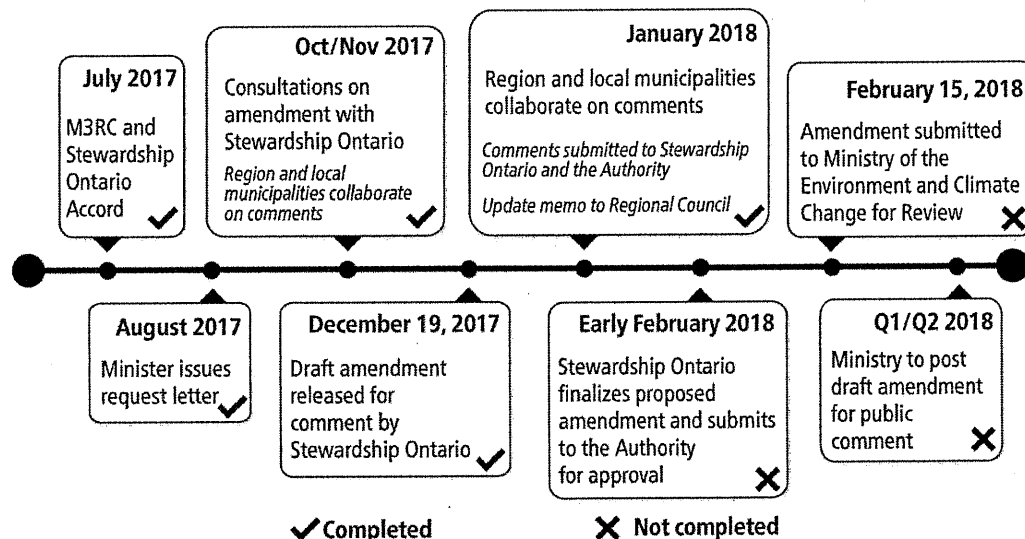 July 2017
M3RC and
Stewardship
Ontario
Accord
August 2017
Minister issues
request letter
Oct/Nov 2017
Consultations on
amendment with
Stewardship Ontario
Region and local
municipalities collaborate
on comments
December 19, 2017
Draft amendment
released for
comment by
Stewardship Ontario
January 2018
Region and local municipalities
collaborate on comments
Comments submitted to Stewardship
Ontario and the Authority
Update memo to Regional Council
Early February 2018
Stewardship Ontario
finalizes proposed
amendment and submits
to the Authority
for approval
February 15, 2018
Amendment submitted
to Ministry of the
Environment and Climate
Change for Review
Q1/Q2 2018
Ministry to post
draft amendment
for public
comment
Completed
Not completed